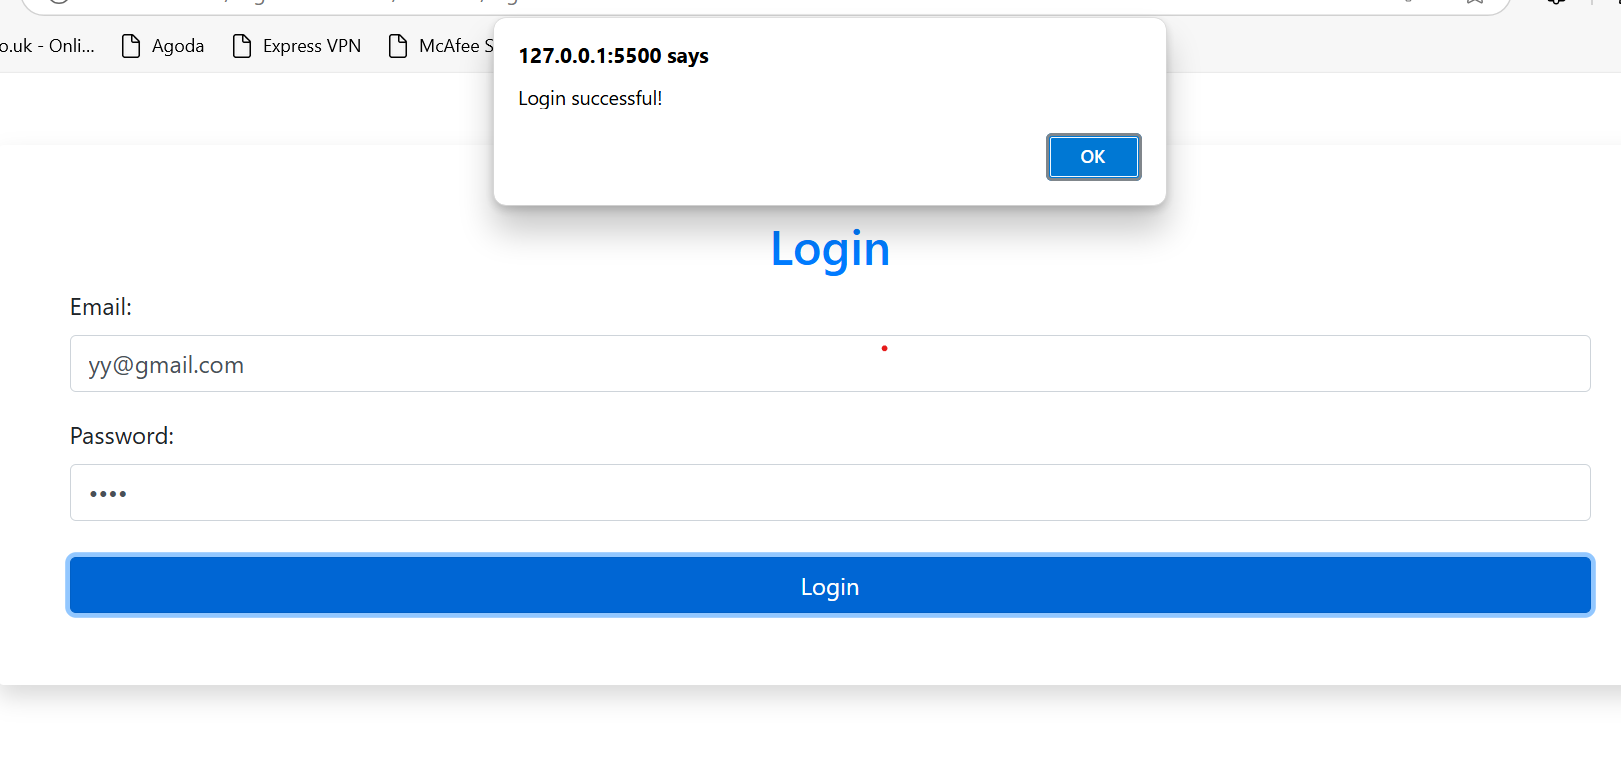 o.uk - Onli... Agoda Express VPN McAfee S
127.0.0.1:5500 says
Login successful!
OK
Login
Email:
yy@gmail.com
Password:
••••
Login